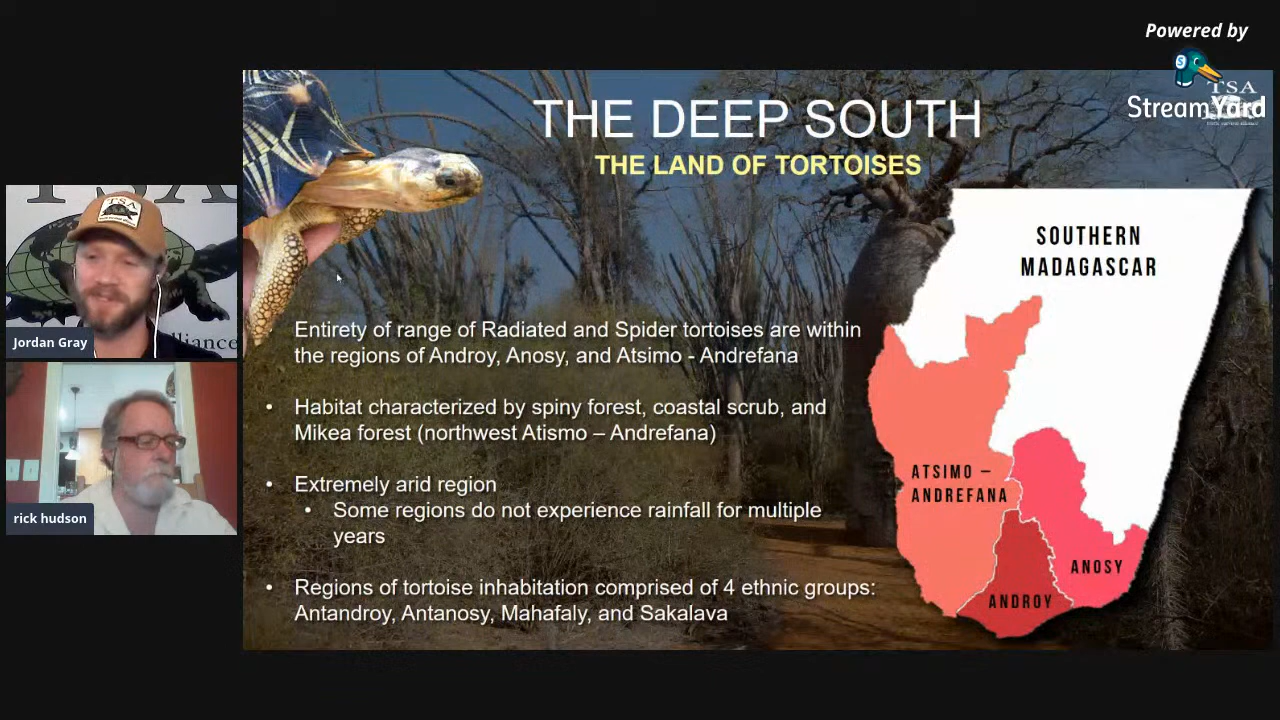 Powered by
StreamYard
TSA
THE DEEP SOUTH
THE LAND OF TORTOISES
TSA
SOUTHERN
MADAGASCAR
Jordan Gray
lliance
• Entirety of range of Radiated and Spider tortoises are within
the regions of Androy, Anosy, and Atsimo - Andrefana
• Habitat characterized by spiny forest, coastal scrub, and
Mikea forest (northwest Atismo – Andrefana)
ATSIMO –
ANDREFANA
• Extremely arid region
• Some regions do not experience rainfall for multiple
years
rick hudson
ANOSY
ANDROY
• Regions of tortoise inhabitation comprised of 4 ethnic groups:
Antandroy, Antanosy, Mahafaly, and Sakalava